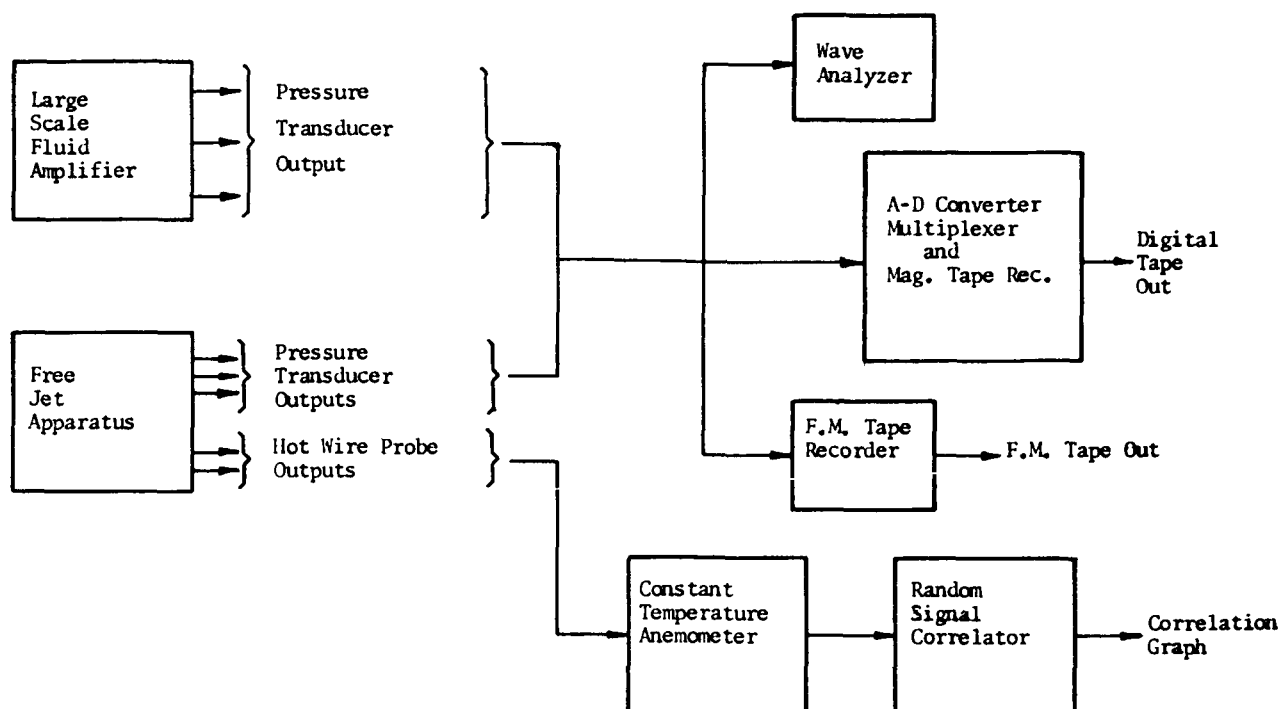 Large
Scale
Fluid
Amplifier
Pressure
Transducer
Output
Wave
Analyzer
A-D Converter
Multiplexer
and
Mag. Tape Rec.
Digital
Tape
Out
Free
Jet
Apparatus
Pressure
Transducer
Outputs
Hot Wire Probe
Outputs
F.M. Tape
Recorder
F.M. Tape Out
Constant
Temperature
Anemometer
Random
Signal
Correlator
Correlation
Graph